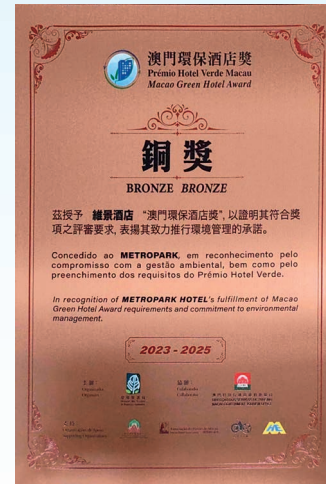 澳門環保酒店獎
Prémio Hotel Verde Macau
Macao Green Hotel Award
銅獎
BRONZE BRONZE
茲授予 維景酒店 “澳門環保酒店獎”, 以證明其符合獎
項之評審要求, 表揚其致力推行環境管理的承諾。
Concedido ao METROPARK, em reconhecimento pelo
compromisso com a gestão ambiental, bem como pelo
preenchimento dos requisitos do Prémio Hotel Verde.
In recognition of METROPARK HOTEL's fulfillment of Macao
Green Hotel Award requirements and commitment to environmental
management.
2023 - 2025